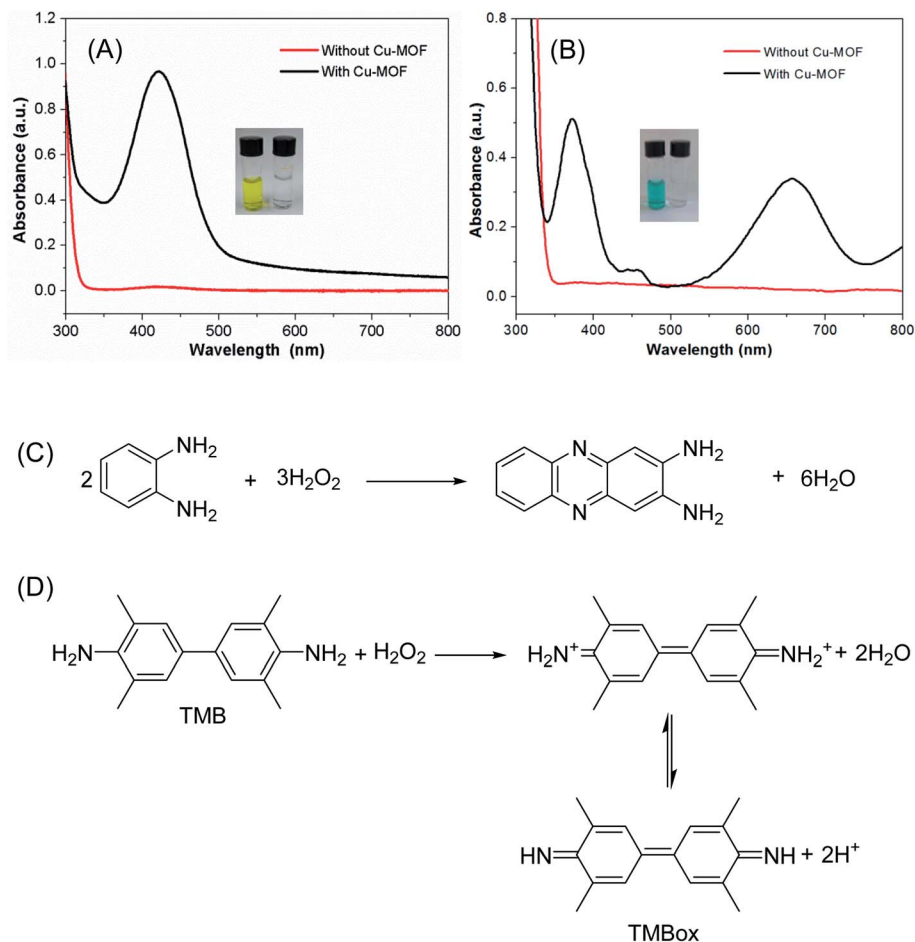 (A)
Without Cu-MOF
With Cu-MOF
Absorbance (a.u.)
1.2
1.0
0.8
0.6
0.4
0.2
0.0
300 400 500 600 700 800
Wavelength (nm)
(B)
Without Cu-MOF
With Cu-MOF
Absorbance (a.u.)
0.8
0.6
0.4
0.2
0.0
300 400 500 600 700 800
Wavelength (nm)
(C)
2 NH₂ NH₂ + 3H₂O₂ N N NH₂ NH₂ + 6H₂O
(D)
H₂N NH₂ + H₂O₂ H₂N⁺ NH₂⁺ + 2H₂O
TMB
HN NH + 2H⁺
TMBox